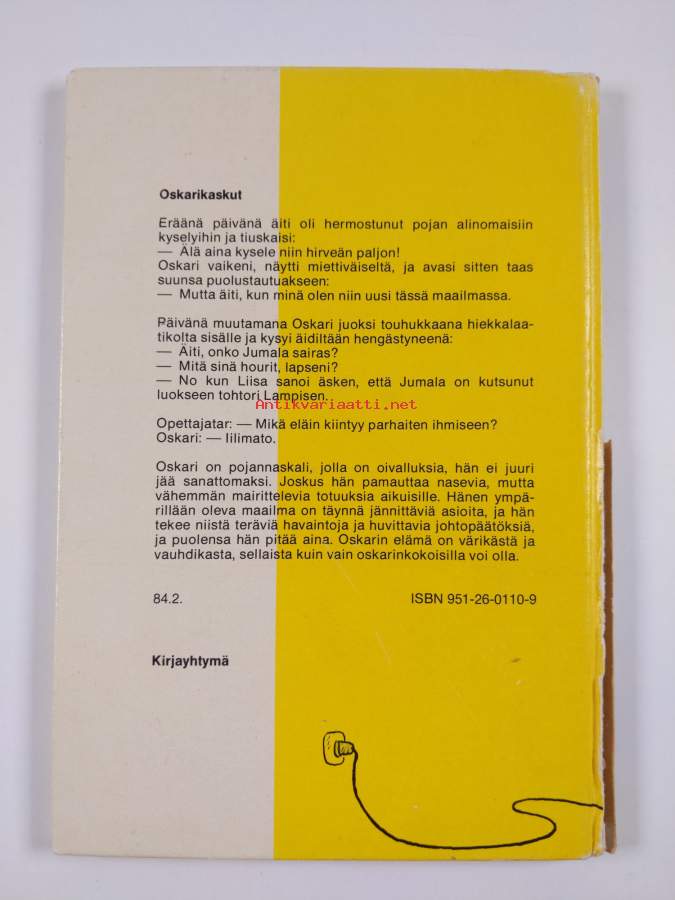 Oskarikaskut
Eräänä päivänä äiti oli hermostunut pojan alinomaisiin
kyselyihin ja tiuskaisi:
— Älä aina kysele niin hirveän paljon!
Oskari vaikeni, näytti miettiväiseltä, ja avasi sitten taas
suunsa puolustautuakseen:
— Mutta äiti, kun minä olen niin uusi tässä maailmassa.
Päivänä muutamana Oskari juoksi touhukkaana hiekkalaa-
tikolta sisälle ja kysyi äidiltään hengästyneenä:
— Äiti, onko Jumala sairas?
— Mitä sinä hourit, lapseni?
— No kun Liisa sanoi äsken, että Jumala on kutsunut
luokseen tohtori Lampisen.
Antikvariaatti.net
Opettajatar: — Mikä eläin kiintyy parhaiten ihmiseen?
Oskari: — Iilimato.
Oskari on pojannaskali, jolla on oivalluksia, hän ei juuri
jää sanattomaksi. Joskus hän pamauttaa nasevia, mutta
vähemmän mairittelevia totuuksia aikuisille. Hänen ympä-
rillään oleva maailma on täynnä jännittäviä asioita, ja hän
tekee niistä teräviä havaintoja ja huvittavia johtopäätöksiä,
ja puolensa hän pitää aina. Oskarin elämä on värikästä ja
vauhdikasta, sellaista kuin vain oskarinkokoisilla voi olla.
84.2. ISBN 951-26-0110-9
Kirjayhtymä